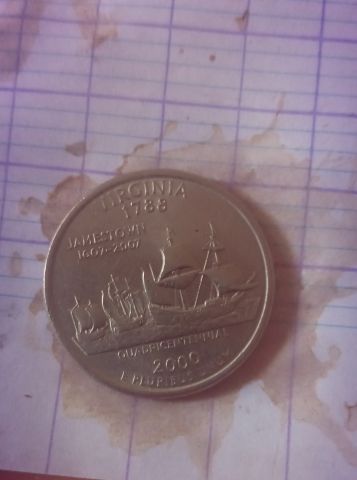 VIRGINIA
1788
JAMESTOWN
1607-2007
QUADRICENTENNIAL
2000
E PLURIBUS